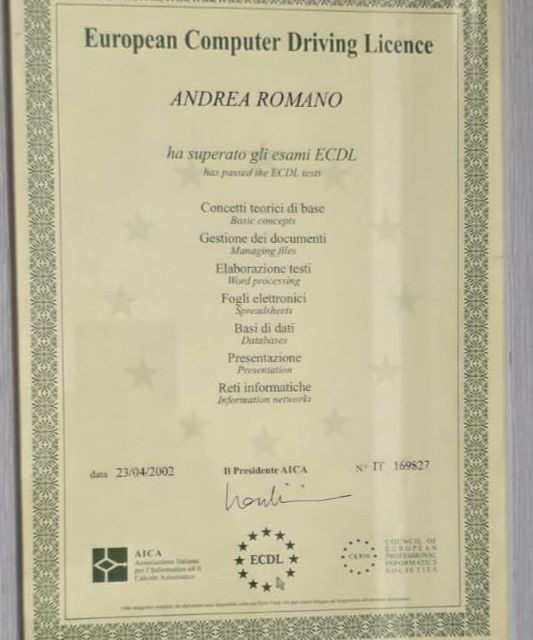 European Computer Driving Licence
ANDREA ROMANO
ha superato gli esami ECDL
has passed the ECDL tests
Concetti teorici di base
Basic concepts
Gestione dei documenti
Managing files
Elaborazione testi
Word processing
Fogli elettronici
Spreadsheets
Basi di dati
Databases
Presentazione
Presentation
Reti informatiche
Information networks
data 23/04/2002
Il Presidente AICA
N° IT 169827
AICA
Associazione Italiana
per l'Informatica ed il
Calcolo Automatico
ECDL
CEPIS
COUNCIL OF
EUROPEAN
PROFESSIONAL
INFORMATICS
SOCIETIES